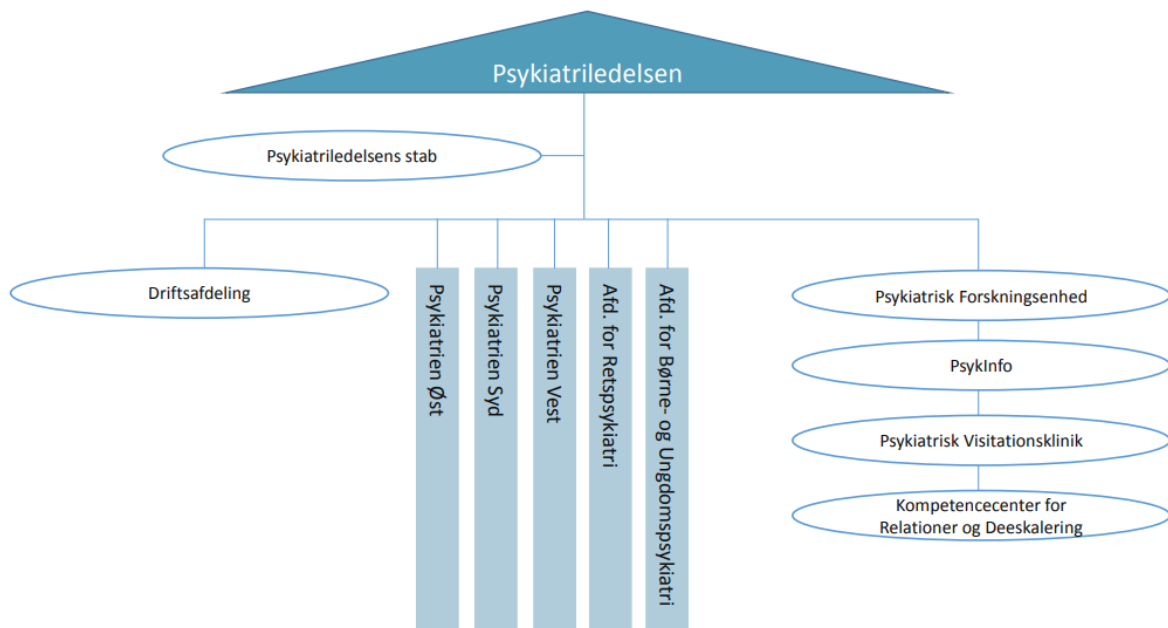 Psykiatriledelsen
Psykiatriledelsens stab
Driftsafdeling
Psykiatrien Øst
Psykiatrien Syd
Psykiatrien Vest
Afd. for Retspsykiatri
Afd. for Børne- og Ungdomspsykiatri
Psykiatrisk Forskningsenhed
PsykInfo
Psykiatrisk Visitationsklinik
Kompetencecenter for
Relationer og Deeskalering